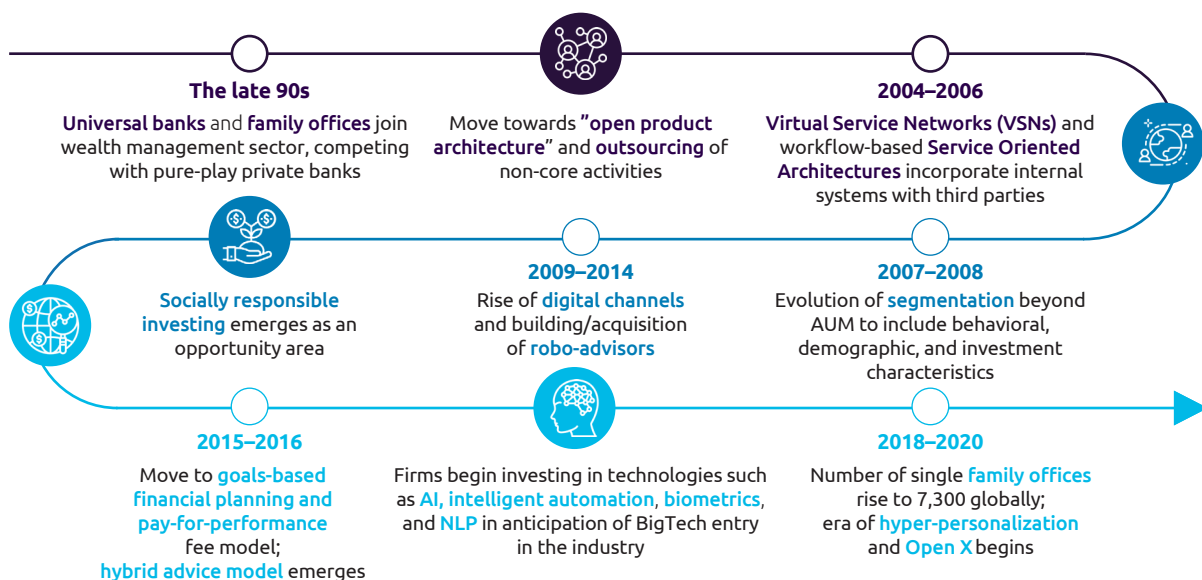 The late 90s
Universal banks and family offices join
wealth management sector, competing
with pure-play private banks
Move towards ”open product
architecture” and outsourcing of
non-core activities
2004–2006
Virtual Service Networks (VSNs) and
workflow-based Service Oriented
Architectures incorporate internal
systems with third parties
2007–2008
Evolution of segmentation beyond
AUM to include behavioral,
demographic, and investment
characteristics
2009–2014
Rise of digital channels
and building/acquisition
of robo-advisors
Socially responsible
investing emerges as an
opportunity area
2015–2016
Move to goals-based
financial planning and
pay-for-performance
fee model;
hybrid advice model emerges
Firms begin investing in technologies such
as AI, intelligent automation, biometrics,
and NLP in anticipation of BigTech entry
in the industry
2018–2020
Number of single family offices
rise to 7,300 globally;
era of hyper-personalization
and Open X begins